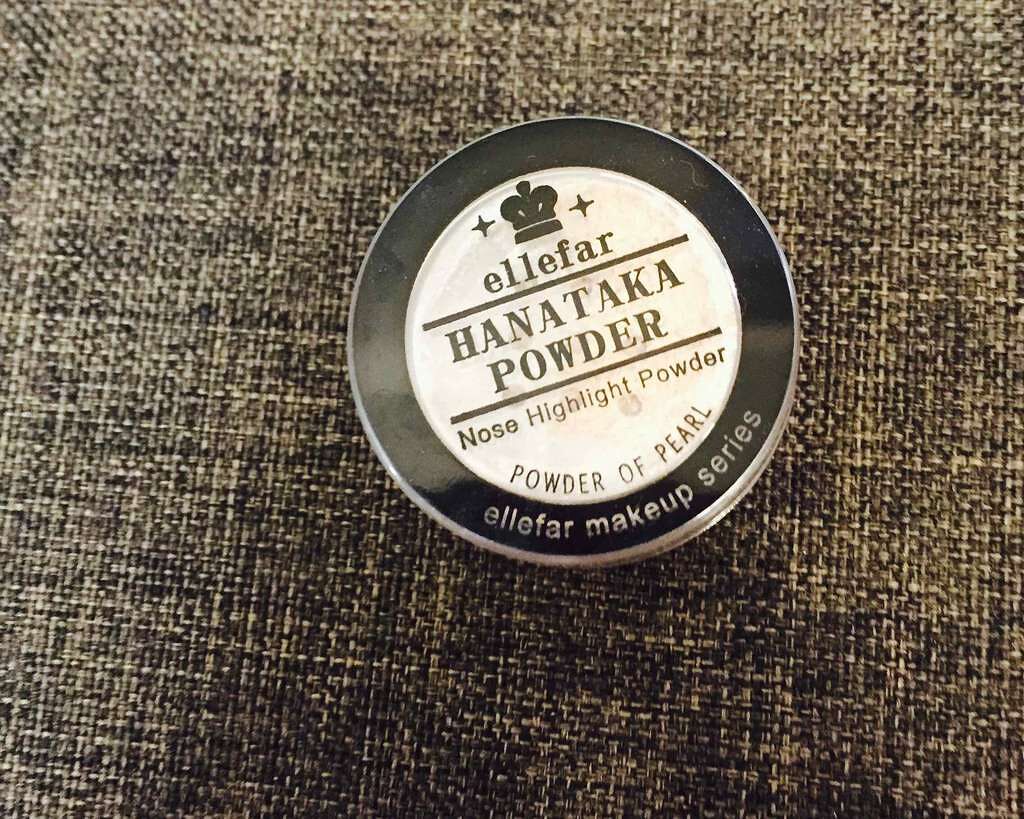 ellefar
HANATAKA
POWDER
Nose Highlight Powder
POWDER OF PEARL
ellefar makeup series